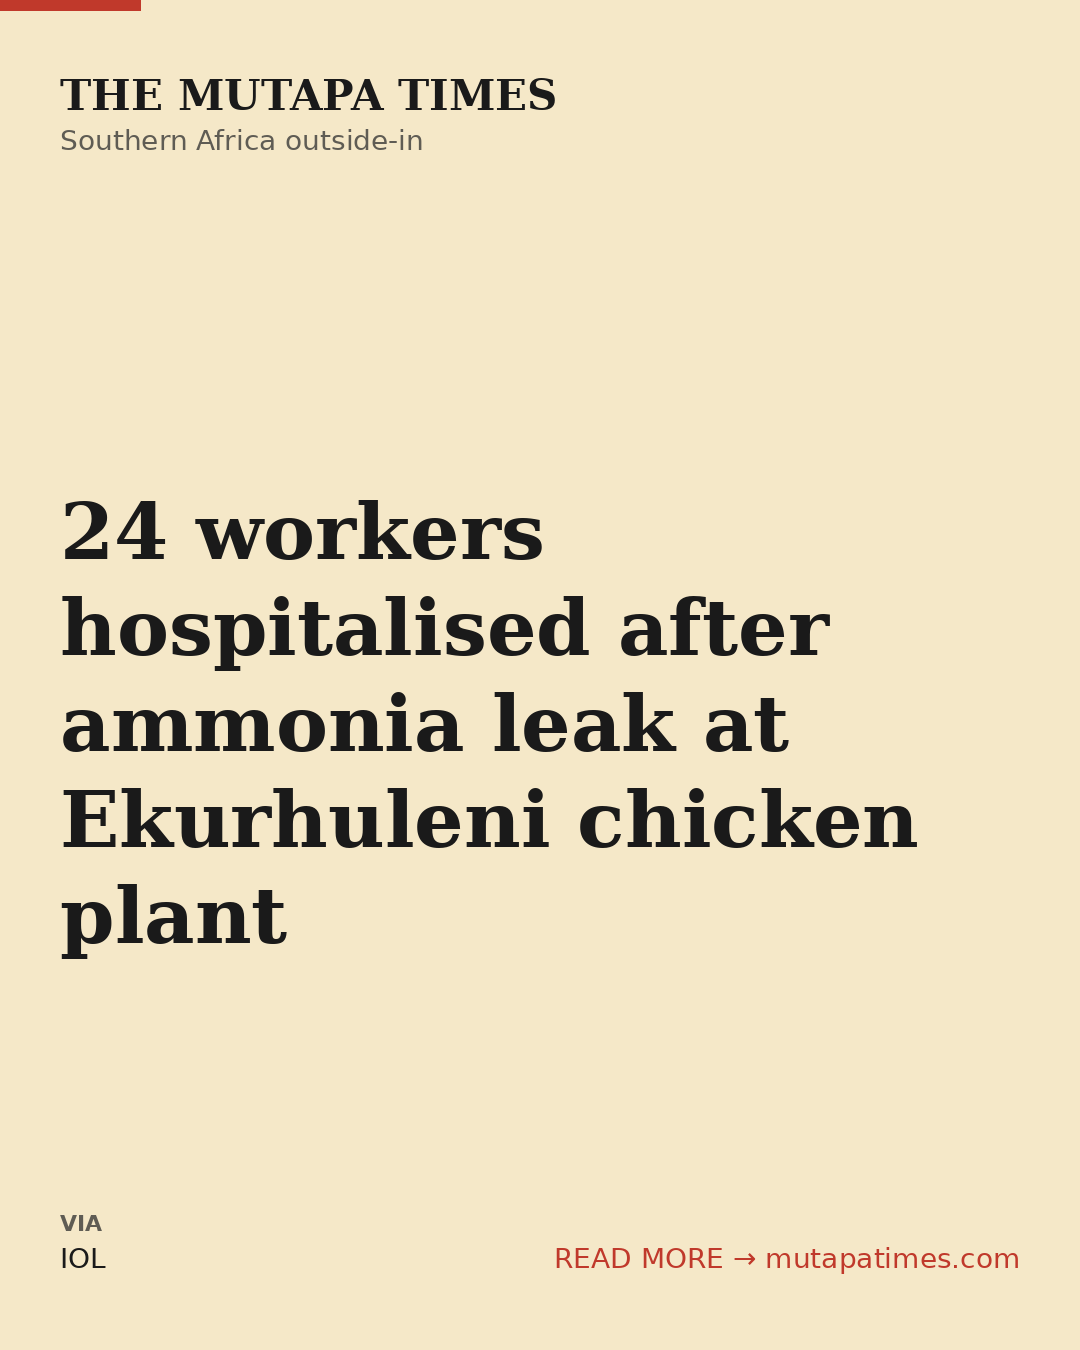 THE MUTAPA TIMES
Southern Africa outside-in
24 workers
hospitalised after
ammonia leak at
Ekurhuleni chicken
plant
VIA
IOL
READ MORE → mutapatimes.com